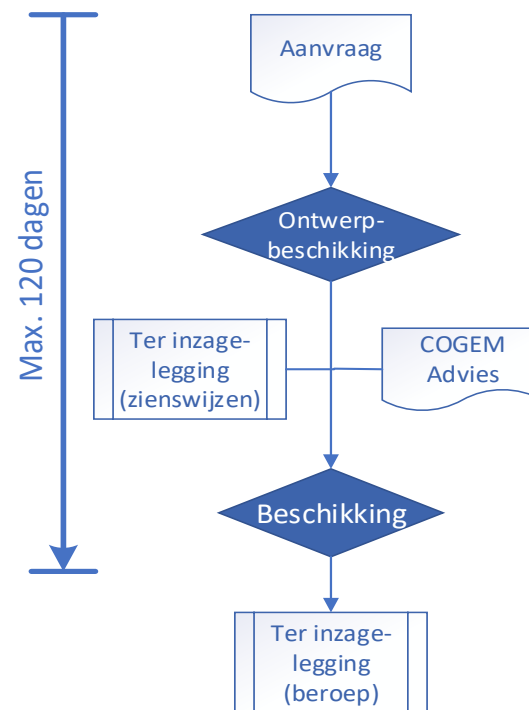 Max. 120 dagen
Aanvraag
Ontwerp-
beschikking
Ter inzage-
legging
(zienswijzen)
COGEM
Advies
Beschikking
Ter inzage-
legging
(beroep)